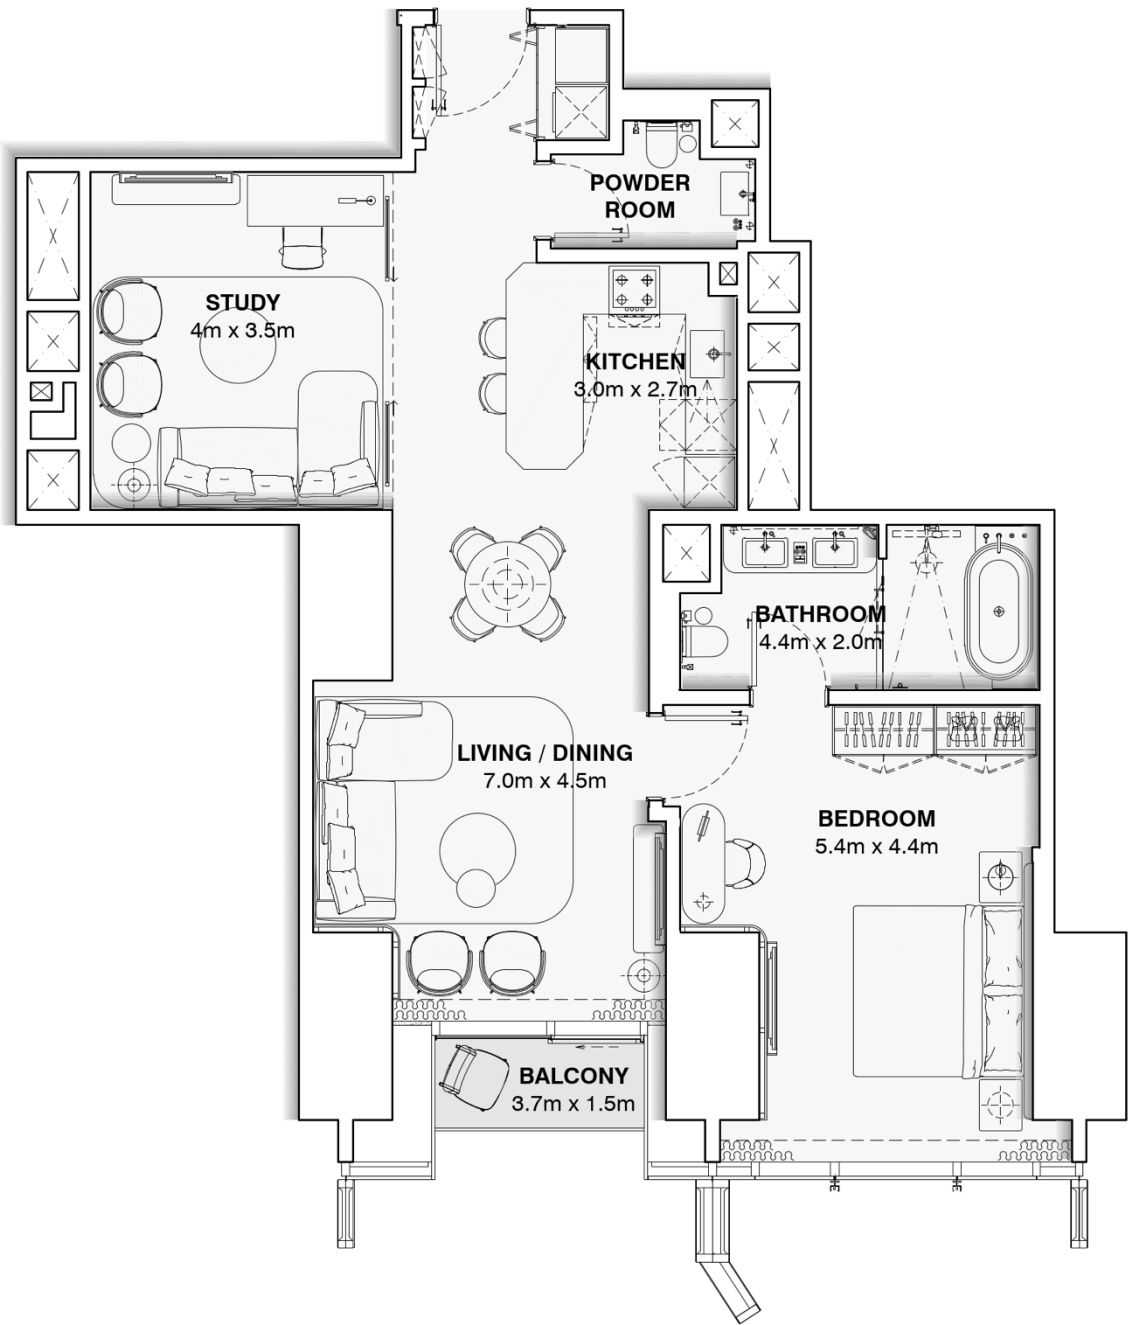 POWDER
ROOM
STUDY
4m x 3.5m
KITCHEN
3.0m x 2.7m
BATHROOM
4.4m x 2.0m
LIVING / DINING
7.0m x 4.5m
BEDROOM
5.4m x 4.4m
BALCONY
3.7m x 1.5m